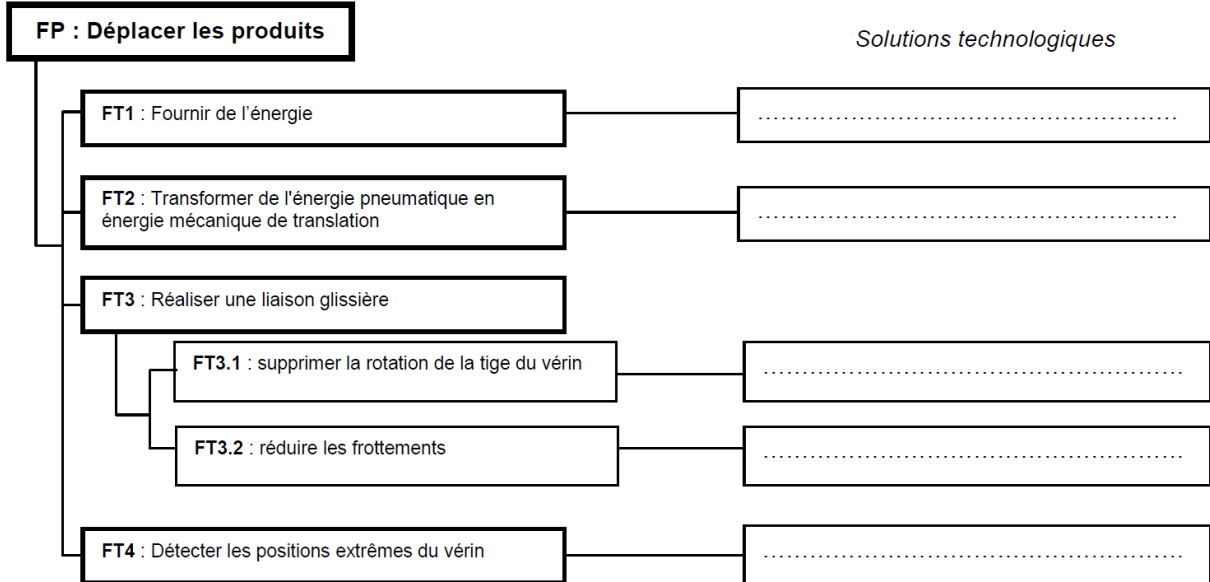 FP : Déplacer les produits
Solutions technologiques
FT1 : Fournir de l'énergie
……………………………………………….
FT2 : Transformer de l'énergie pneumatique en
énergie mécanique de translation
……………………………………………….
FT3 : Réaliser une liaison glissière
FT3.1 : supprimer la rotation de la tige du vérin
……………………………………………….
FT3.2 : réduire les frottements
……………………………………………….
FT4 : Détecter les positions extrêmes du vérin
……………………………………………….